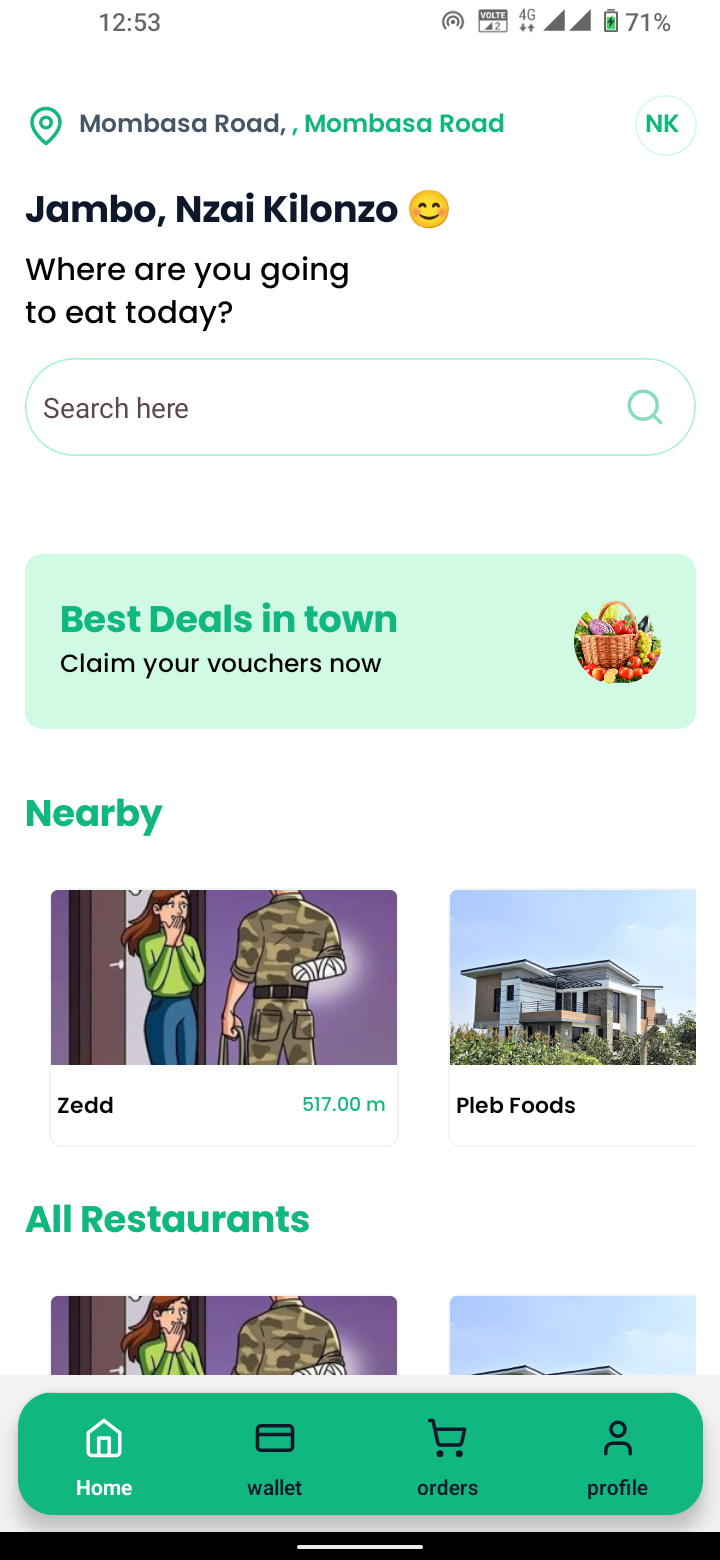 12:53
VOLTE 2 4G 71%
Mombasa Road, , Mombasa Road
NK
Jambo, Nzai Kilonzo 😊
Where are you going
to eat today?
Search here
Best Deals in town
Claim your vouchers now
Nearby
Zedd 517.00 m
Pleb Foods
All Restaurants
Home wallet orders profile